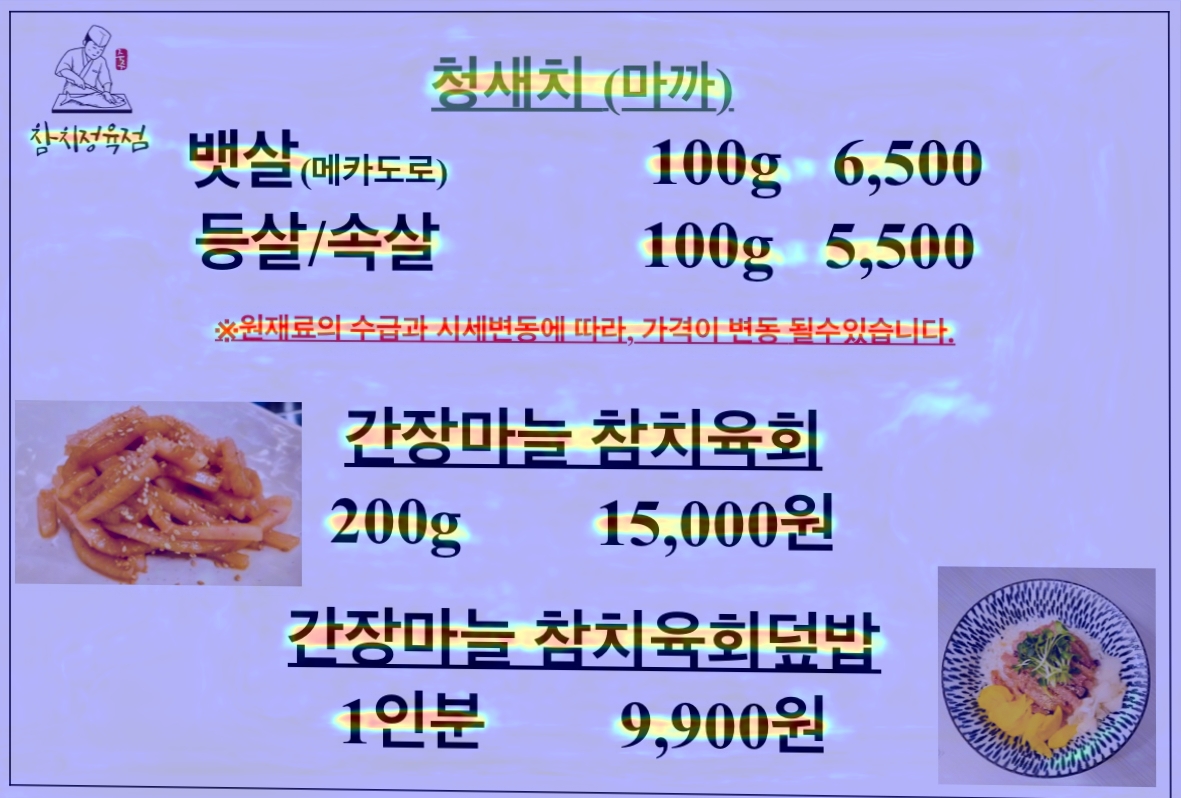 참치정육점
청새치 (마까)
뱃살(메카도로) 100g 6,500
등살/속살 100g 5,500
※원재료의 수급과 시세변동에 따라, 가격이 변동 될수있습니다.
간장마늘 참치육회
200g 15,000원
간장마늘 참치육회덮밥
1인분 9,900원